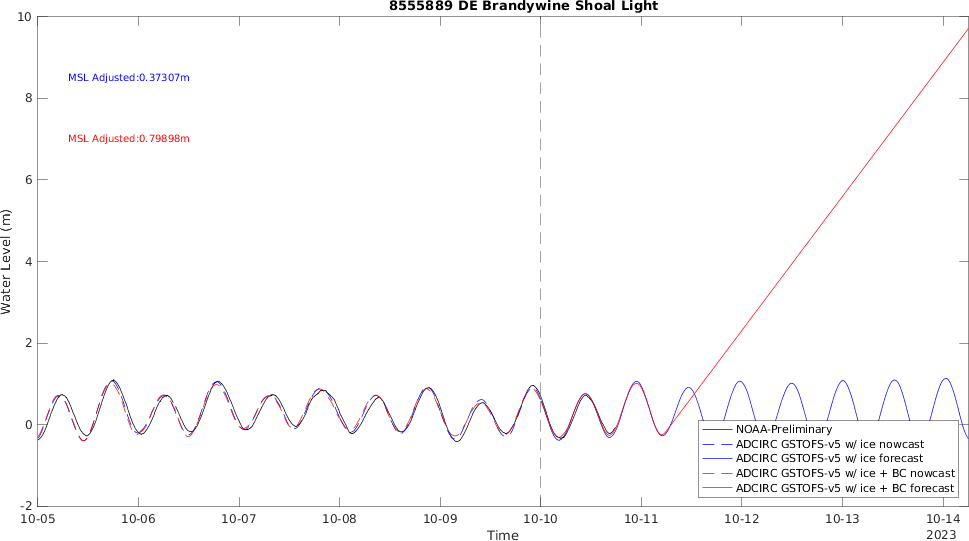 8555889 DE Brandywine Shoal Light
10
8
6
4
2
0
-2
Water Level (m)
MSL Adjusted:0.37307m
MSL Adjusted:0.79898m
NOAA-Preliminary
ADCIRC GSTOFS-v5 w/ ice nowcast
ADCIRC GSTOFS-v5 w/ ice forecast
ADCIRC GSTOFS-v5 w/ ice + BC nowcast
ADCIRC GSTOFS-v5 w/ ice + BC forecast
10-05 10-06 10-07 10-08 10-09 10-10 10-11 10-12 10-13 10-14
2023
Time